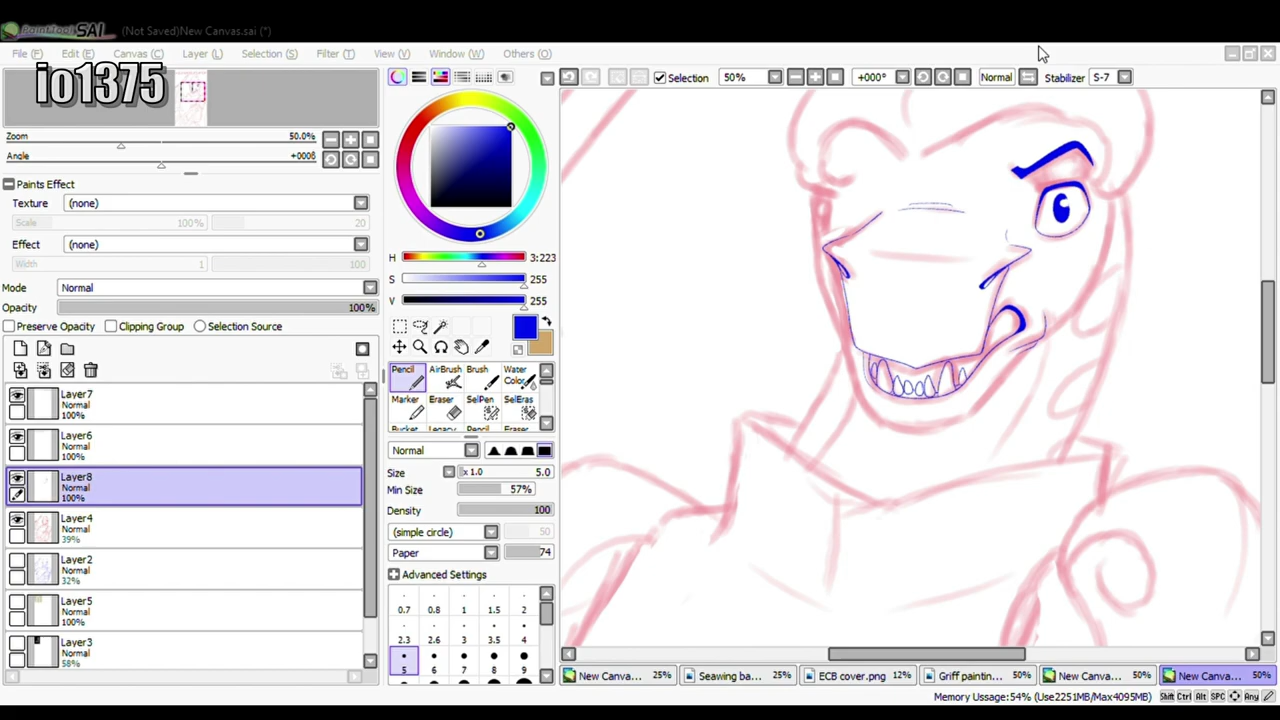 PaintTool SAI (Not Saved)New Canvas.sai (*)
File (F) Edit (E) Canvas (C) Layer (L) Selection (S) Filter (T) View (V) Window (W) Others (O)
io1375
Selection 50% +000° Normal Stabilizer S-7
Zoom 50.0%
Angle +000θ
Paints Effect
Texture (none)
Scale 100% 20
Effect (none)
Width 1 100
Mode Normal
Opacity 100%
Preserve Opacity Clipping Group Selection Source
Layer7
Normal
100%
Layer6
Normal
100%
Layer8
Normal
100%
Layer4
Normal
39%
Layer2
Normal
32%
Layer5
Normal
100%
Layer3
Normal
58%
H 3:223
S 255
V 255
Pencil AirBrush Brush Water Color
Marker Eraser SelPen SelEras
Bucket Legacy Pencil
Normal
Size x 1.0 5.0
Min Size 57%
Density 100
(simple circle) 50
Paper 74
Advanced Settings
0.7 0.8 1 1.5 2
2.3 2.6 3 3.5 4
5 6 7 8 9
New Canva... 25% Seawing ba... 25% ECB cover.png 12% Griff paintin... 50% New Canva... 50% New Canva... 50%
Memory Ussage:54% (Use2251MB/Max4095MB) Shift Ctrl Alt SPC Any